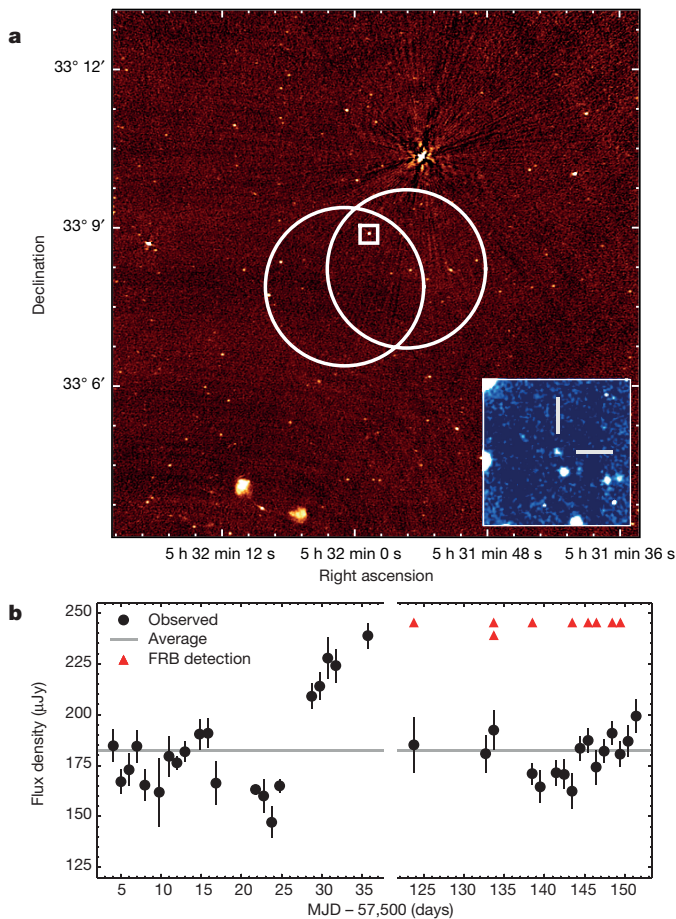 a
33° 12′
33° 9′
33° 6′
Declination
5 h 32 min 12 s 5 h 32 min 0 s 5 h 31 min 48 s 5 h 31 min 36 s
Right ascension
b
250
225
200
175
150
125
Flux density (μJy)
Observed
Average
FRB detection
5 10 15 20 25 30 35 125 130 135 140 145 150
MJD – 57,500 (days)